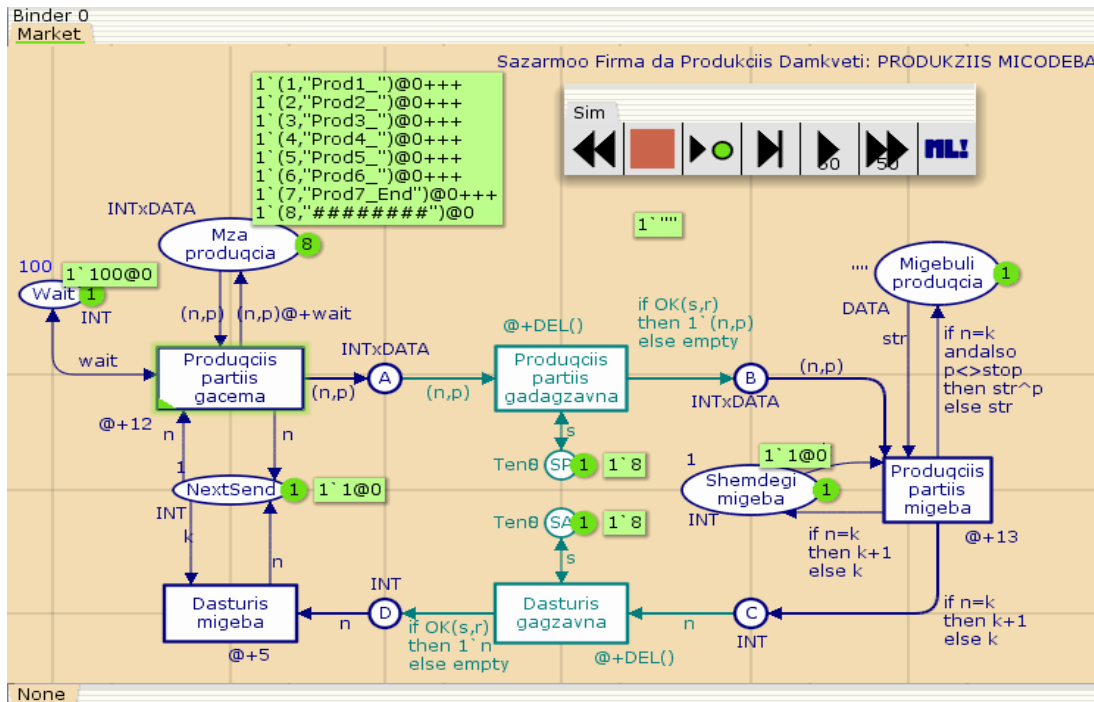 Binder 0
Market
Sazarmoo Firma da Produkciis Damkveti: PRODUKZIIS MICODEBA
1`(1,"Prod1_")@0+++
1`(2,"Prod2_")@0+++
1`(3,"Prod3_")@0+++
1`(4,"Prod4_")@0+++
1`(5,"Prod5_")@0+++
1`(6,"Prod6_")@0+++
1`(7,"Prod7_End")@0+++
1`(8,"########")@0
Sim
50
ML!
INTxDATA
Mza
produqcia
8
1`""
100
1`100@0
Wait
1
INT
(n,p)
(n,p)@+wait
""
Migebuli
produqcia
1
DATA
wait
Produqciis
partiis
gacema
@+12
INTxDATA
(n,p)
A
(n,p)
@+DEL()
Produqciis
partiis
gadagzavna
if OK(s,r)
then 1`(n,p)
else empty
B
INTxDATA
(n,p)
str
if n=k
andalso
p<>stop
then str^p
else str
n
n
s
1
NextSend
1
1`1@0
INT
Ten0
SP
1
1`8
Ten0
SA
1
1`8
s
1
1`1@0
Shemdegi
migeba
1
INT
Produqciis
partiis
migeba
@+13
if n=k
then k+1
else k
k
n
Dasturis
migeba
@+5
INT
D
n
if OK(s,r)
then 1`n
else empty
Dasturis
gagzavna
@+DEL()
n
C
INT
if n=k
then k+1
else k
None